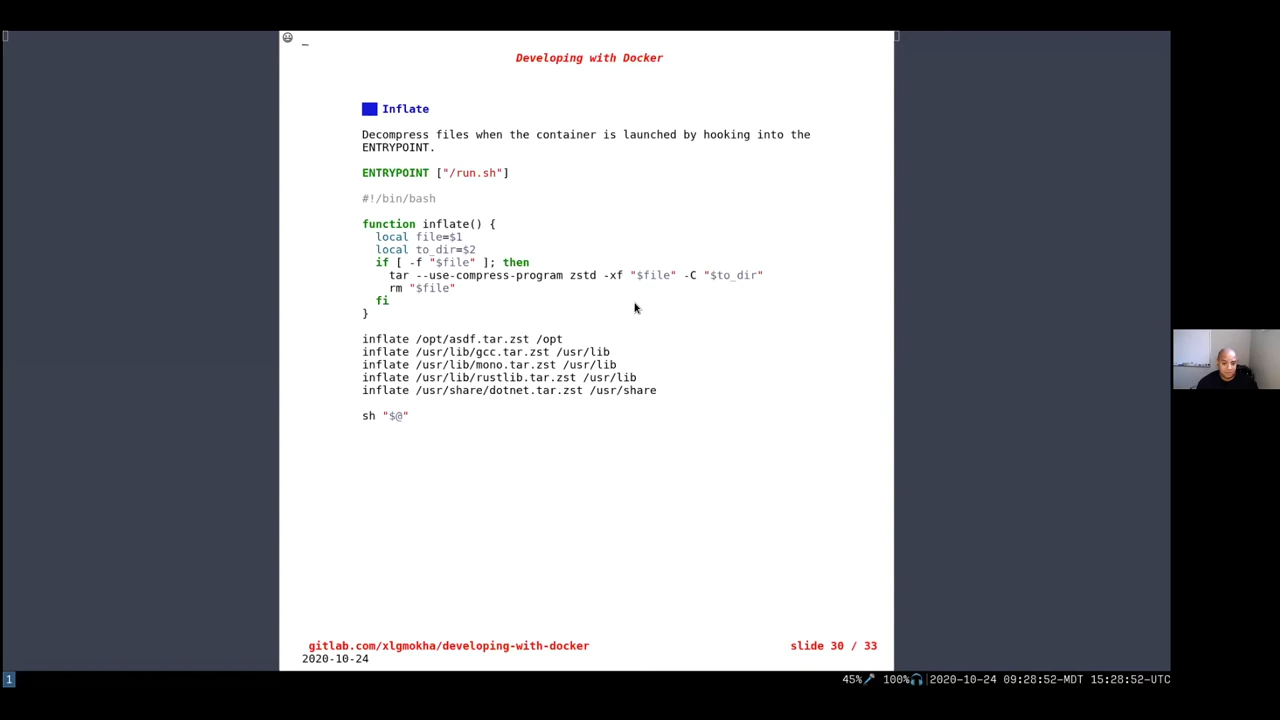 Developing with Docker
Inflate
Decompress files when the container is launched by hooking into the
ENTRYPOINT.
ENTRYPOINT ["/run.sh"]
#!/bin/bash
function inflate() {
  local file=$1
  local to_dir=$2
  if [ -f "$file" ]; then
    tar --use-compress-program zstd -xf "$file" -C "$to_dir"
    rm "$file"
  fi
}
inflate /opt/asdf.tar.zst /opt
inflate /usr/lib/gcc.tar.zst /usr/lib
inflate /usr/lib/mono.tar.zst /usr/lib
inflate /usr/lib/rustlib.tar.zst /usr/lib
inflate /usr/share/dotnet.tar.zst /usr/share
sh "$@"
gitlab.com/xlgmokha/developing-with-docker slide 30 / 33
2020-10-24
1 45% 100% 2020-10-24 09:28:52-MDT 15:28:52-UTC